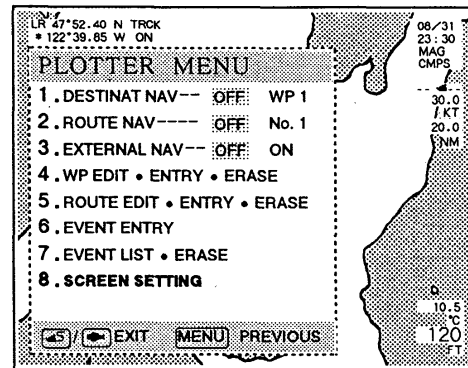 LR 47°52.40 N TRCK
* 122°39.85 W ON
08/31
23:30
MAG
CMPS
PLOTTER MENU
1. DESTINAT NAV-- OFF WP 1
2. ROUTE NAV---- OFF No. 1
3. EXTERNAL NAV-- OFF ON
4. WP EDIT • ENTRY • ERASE
5. ROUTE EDIT • ENTRY • ERASE
6. EVENT ENTRY
7. EVENT LIST • ERASE
8. SCREEN SETTING
EXIT MENU PREVIOUS
30.0
KT
20.0
NM
D
10.5
°C
120
FT